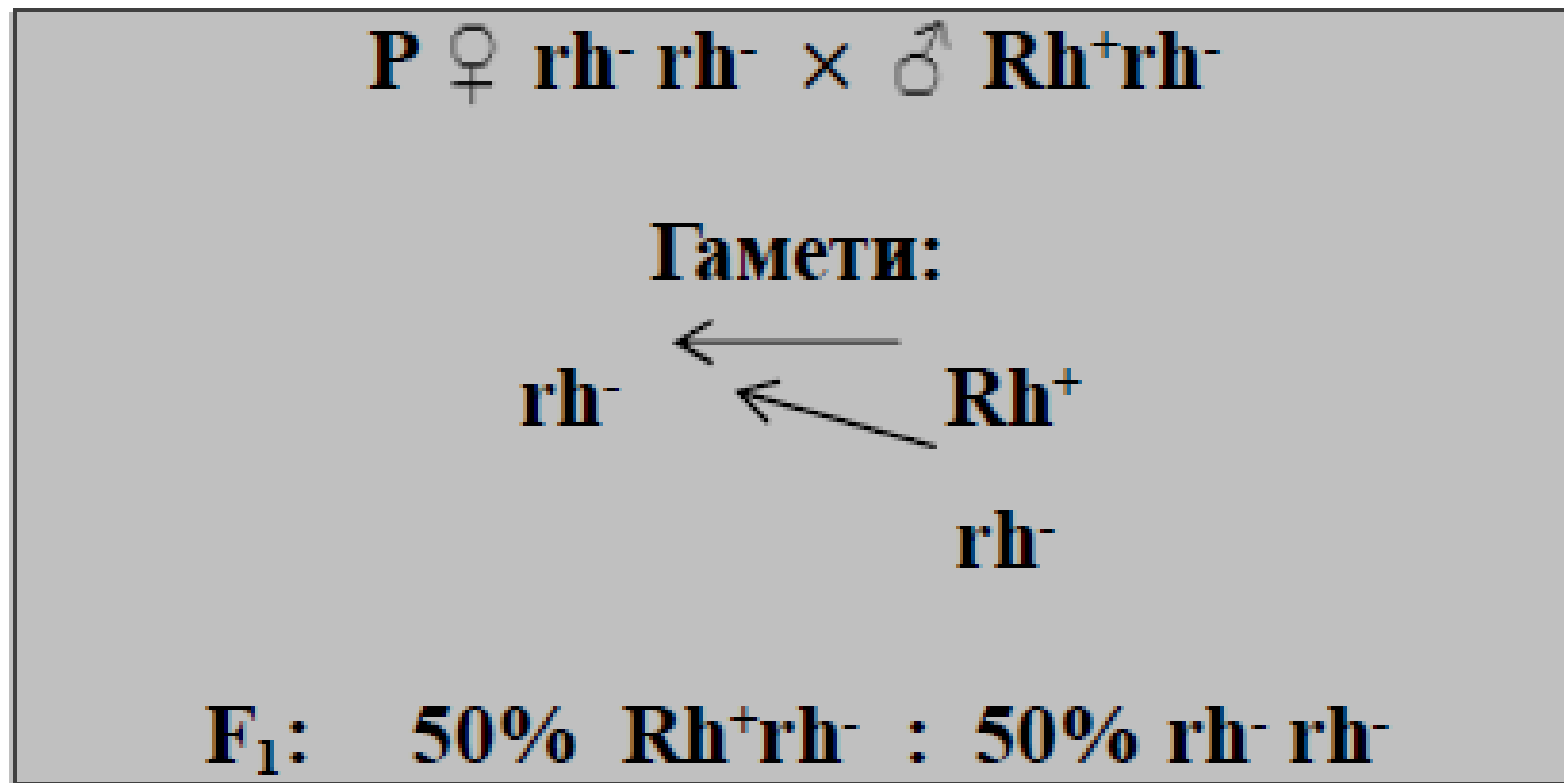 P ♀ rh⁻ rh⁻ × ♂ Rh⁺rh⁻
Гамети:
rh⁻ Rh⁺
rh⁻
F₁: 50% Rh⁺rh⁻ : 50% rh⁻ rh⁻